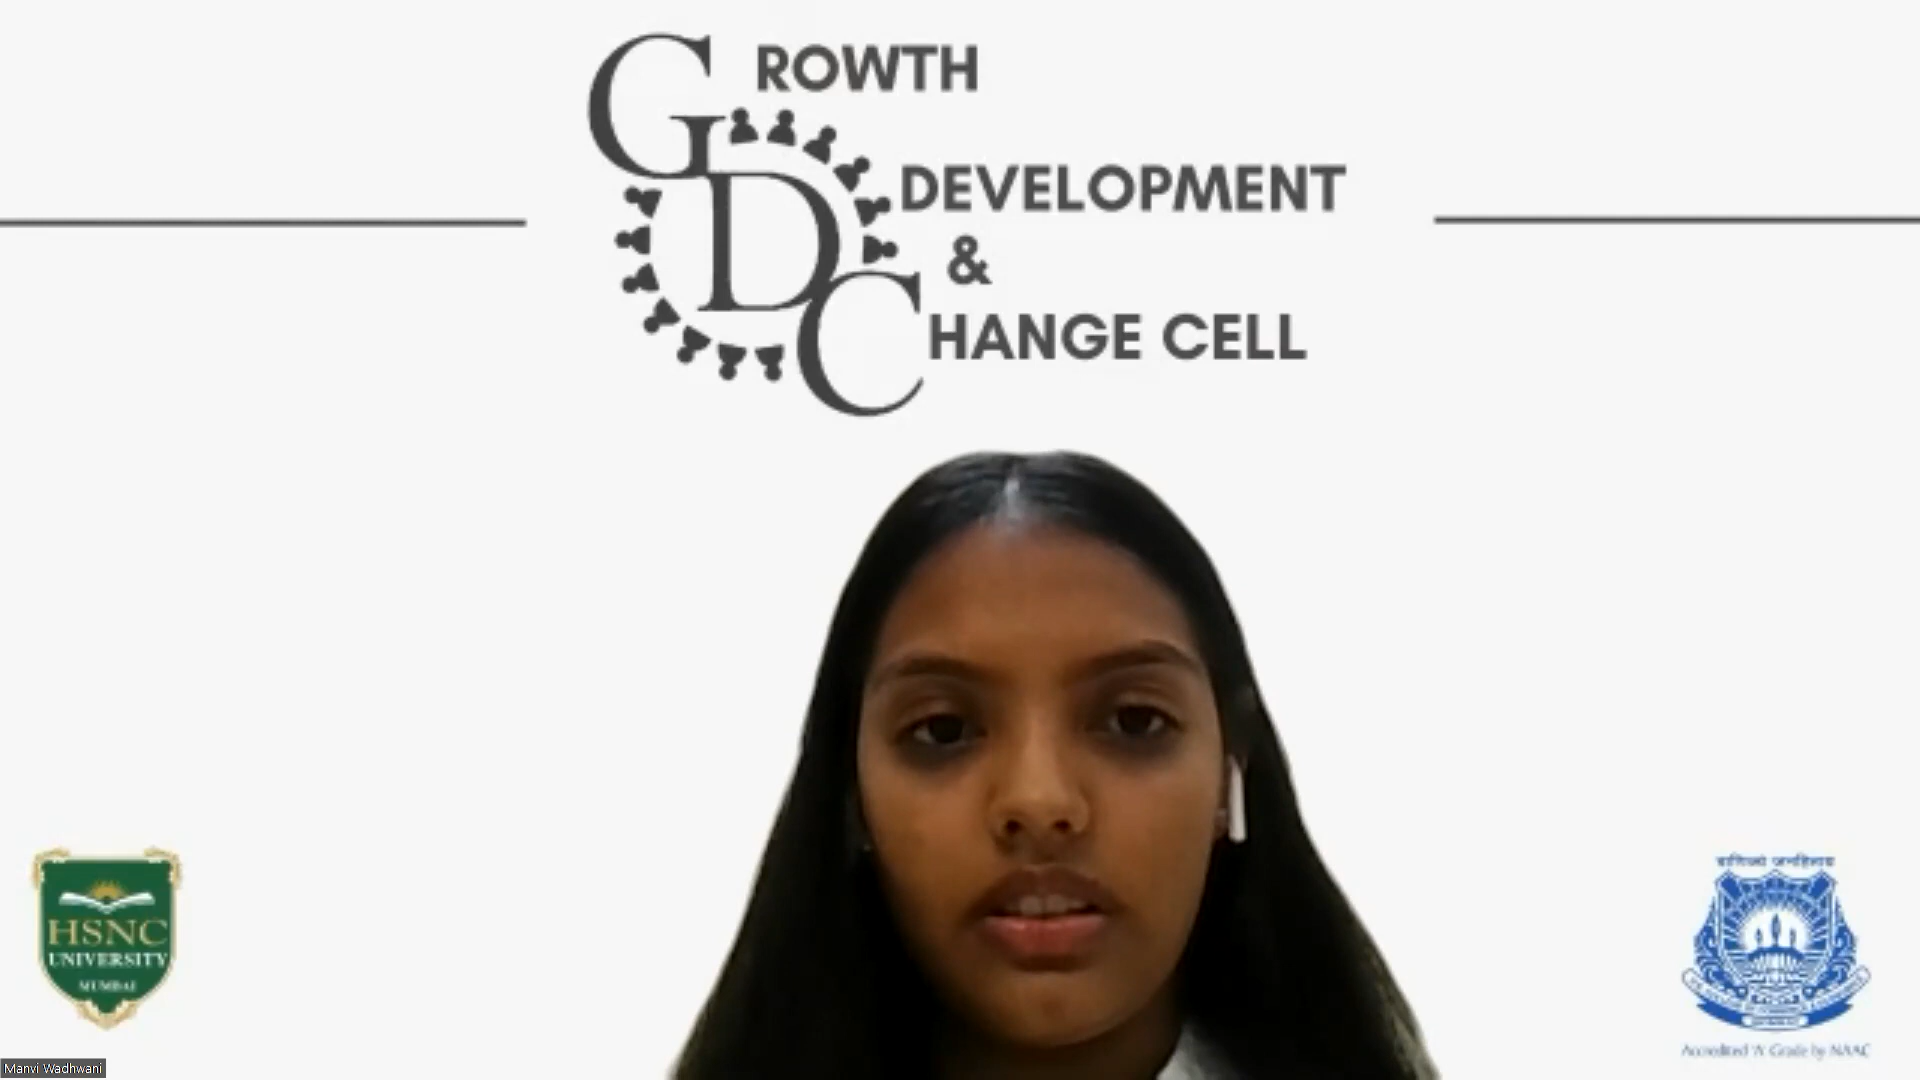 GROWTH
DEVELOPMENT
&
CHANGE CELL
HSNC
UNIVERSITY
MUMBAI
Accredited 'A' Grade by NAAC
Manvi Wadhwani